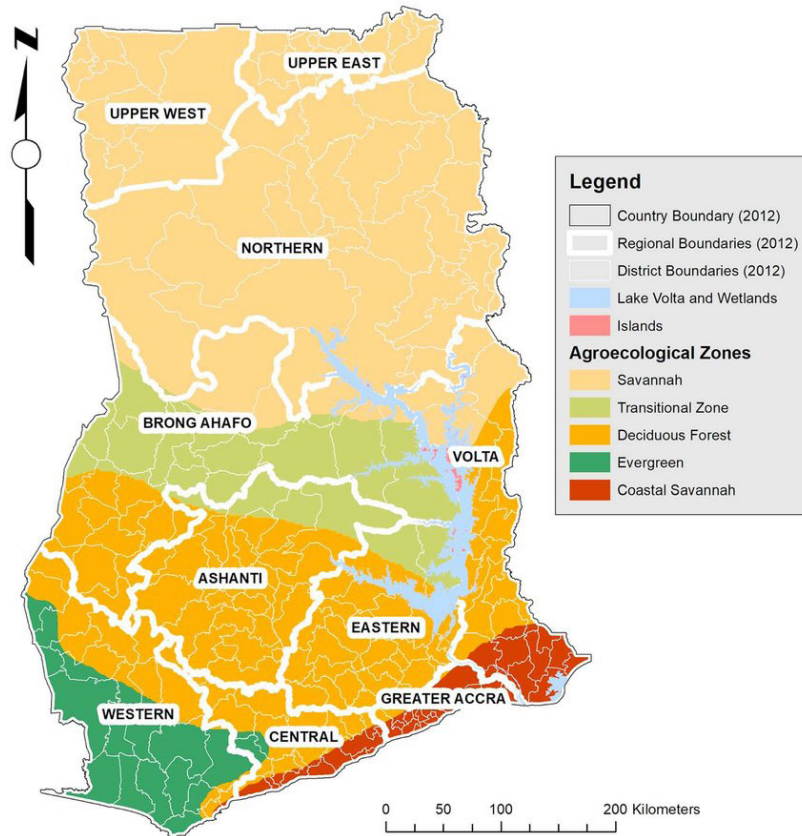 N
UPPER EAST
UPPER WEST
NORTHERN
BRONG AHAFO
VOLTA
ASHANTI
EASTERN
GREATER ACCRA
WESTERN
CENTRAL
Legend
Country Boundary (2012)
Regional Boundaries (2012)
District Boundaries (2012)
Lake Volta and Wetlands
Islands
Agroecological Zones
Savannah
Transitional Zone
Deciduous Forest
Evergreen
Coastal Savannah
0 50 100 200 Kilometers